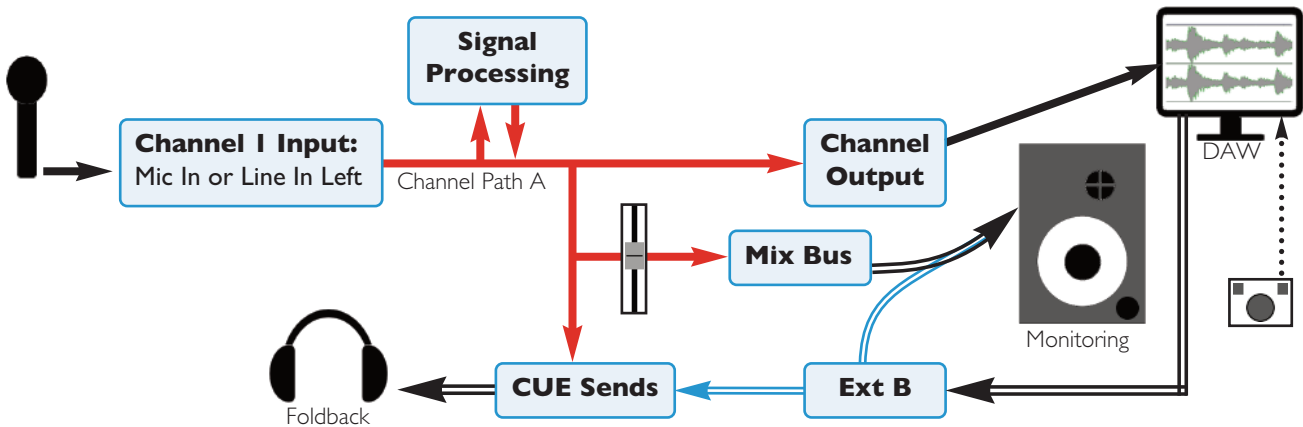 Signal
Processing
Channel 1 Input:
Mic In or Line In Left
Channel Path A
Channel
Output
DAW
Mix Bus
Monitoring
CUE Sends
Ext B
Foldback